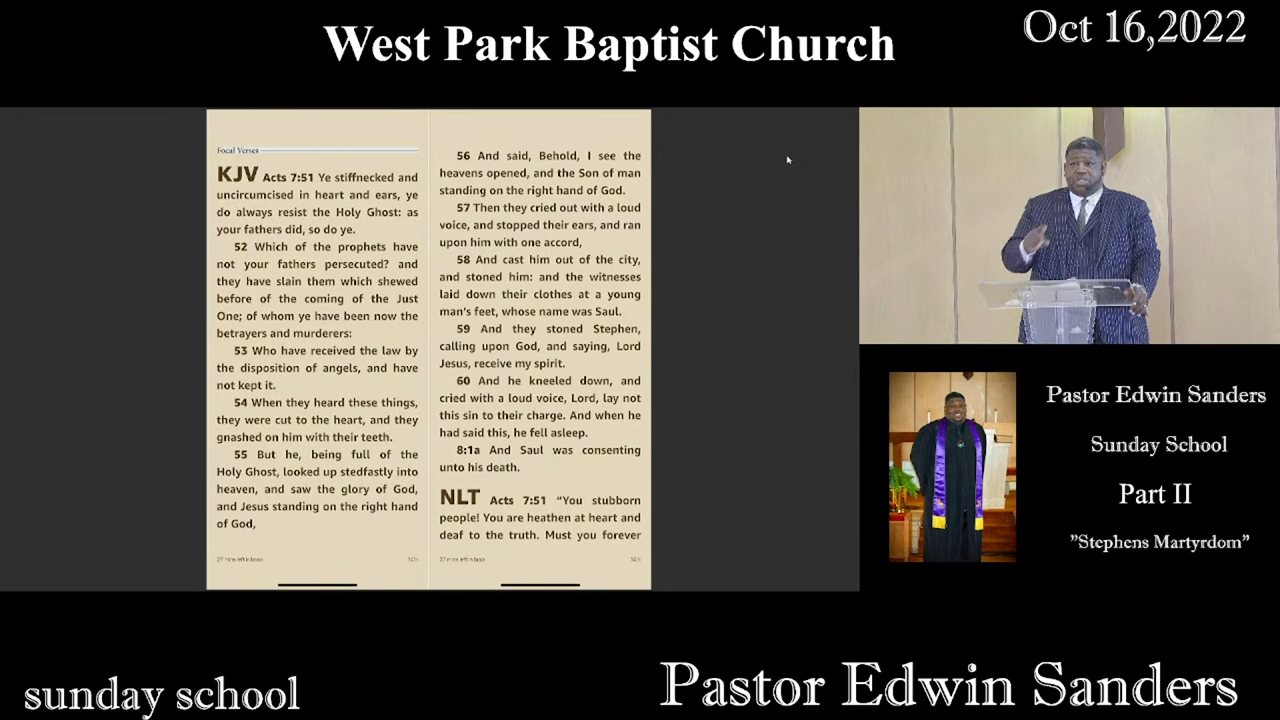 West Park Baptist Church
Oct 16,2022
Focal Verses
KJV Acts 7:51 Ye stiffnecked and
uncircumcised in heart and ears, ye
do always resist the Holy Ghost: as
your fathers did, so do ye.
52 Which of the prophets have
not your fathers persecuted? and
they have slain them which shewed
before of the coming of the Just
One; of whom ye have been now the
betrayers and murderers:
53 Who have received the law by
the disposition of angels, and have
not kept it.
54 When they heard these things,
they were cut to the heart, and they
gnashed on him with their teeth.
55 But he, being full of the
Holy Ghost, looked up stedfastly into
heaven, and saw the glory of God,
and Jesus standing on the right hand
of God,
27 mins left in book
56 And said, Behold, I see the
heavens opened, and the Son of man
standing on the right hand of God.
57 Then they cried out with a loud
voice, and stopped their ears, and ran
upon him with one accord,
58 And cast him out of the city,
and stoned him: and the witnesses
laid down their clothes at a young
man's feet, whose name was Saul.
59 And they stoned Stephen,
calling upon God, and saying, Lord
Jesus, receive my spirit.
60 And he kneeled down, and
cried with a loud voice, Lord, lay not
this sin to their charge. And when he
had said this, he fell asleep.
8:1a And Saul was consenting
unto his death.
NLT Acts 7:51 “You stubborn
people! You are heathen at heart and
deaf to the truth. Must you forever
27 mins left in book
Pastor Edwin Sanders
Sunday School
Part II
”Stephens Martyrdom”
sunday school
Pastor Edwin Sanders